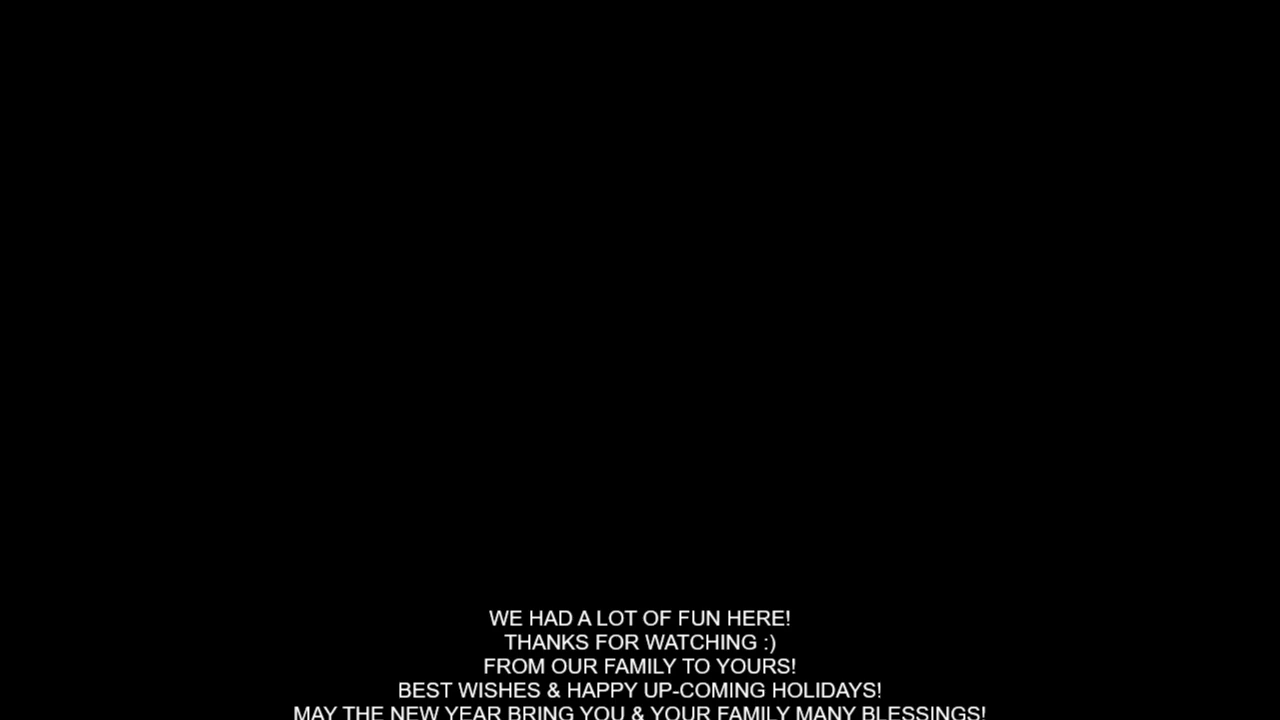 WE HAD A LOT OF FUN HERE!
THANKS FOR WATCHING :)
FROM OUR FAMILY TO YOURS!
BEST WISHES & HAPPY UP-COMING HOLIDAYS!
MAY THE NEW YEAR BRING YOU & YOUR FAMILY MANY BLESSINGS!